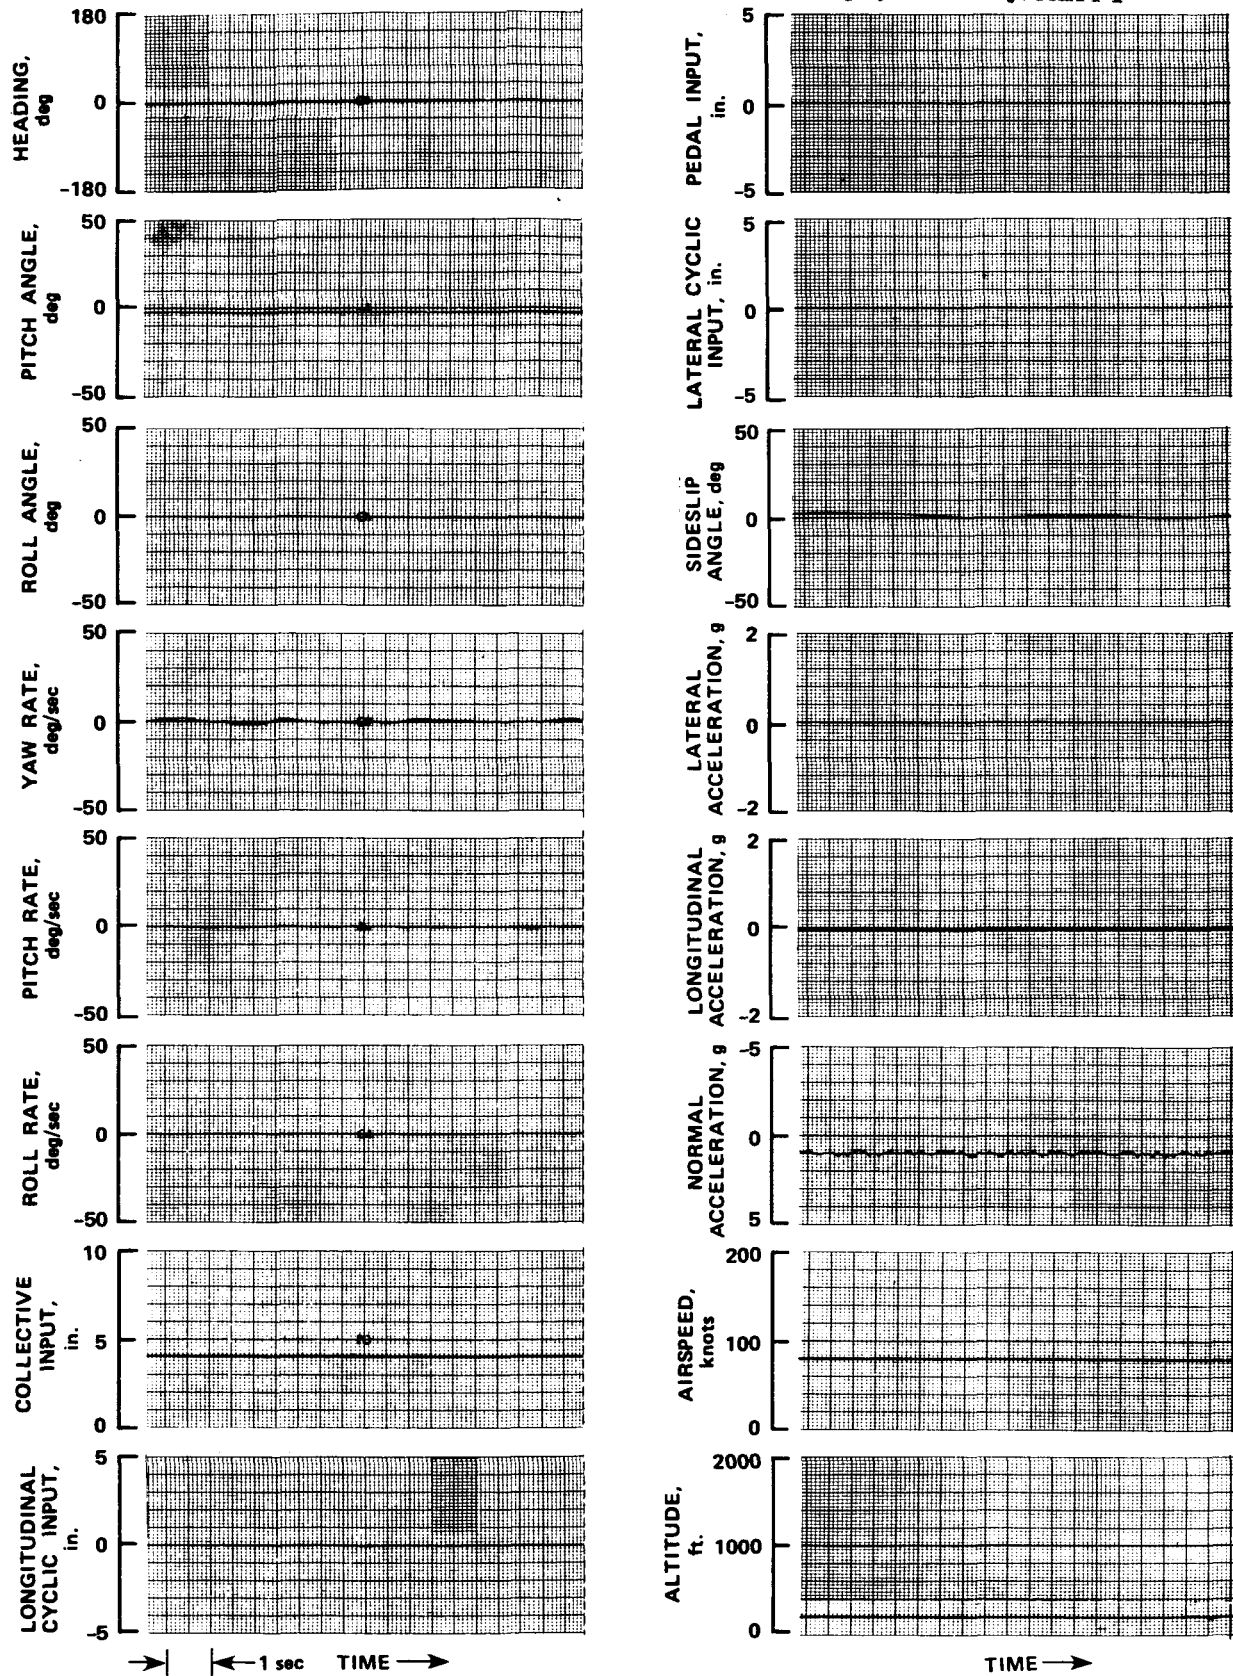 HEADING,
deg
180
0
-180
PITCH ANGLE,
deg
50
0
-50
ROLL ANGLE,
deg
50
0
-50
YAW RATE,
deg/sec
50
0
-50
PITCH RATE,
deg/sec
50
0
-50
ROLL RATE,
deg/sec
50
0
-50
COLLECTIVE
INPUT,
in.
10
5
0
LONGITUDINAL
CYCLIC INPUT,
in.
5
0
-5
1 sec TIME
PEDAL INPUT,
in.
5
0
-5
LATERAL CYCLIC
INPUT, in.
5
0
-5
SIDESLIP
ANGLE, deg
50
0
-50
LATERAL
ACCELERATION, g
2
0
-2
LONGITUDINAL
ACCELERATION, g
2
0
-2
NORMAL
ACCELERATION, g
-5
0
5
AIRSPEED,
knots
200
100
0
ALTITUDE,
ft.
2000
1000
0
TIME